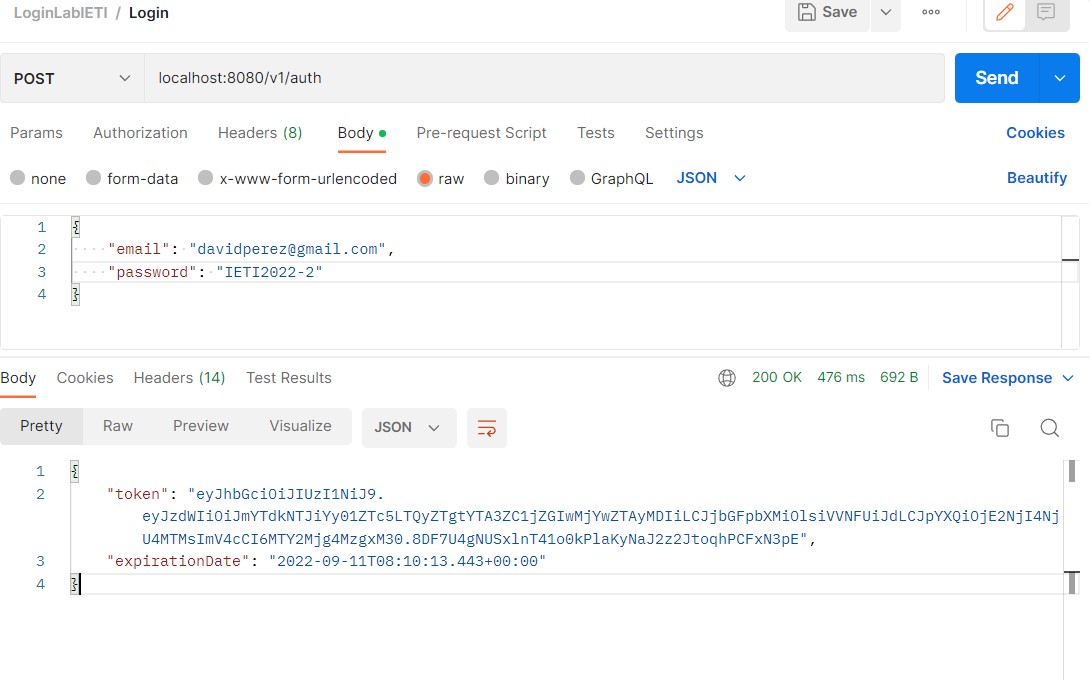 LoginLabIETI / Login
Save
POST
localhost:8080/v1/auth
Send
Params Authorization Headers (8) Body Pre-request Script Tests Settings Cookies
none form-data x-www-form-urlencoded raw binary GraphQL JSON Beautify
1 {
2 "email": "davidperez@gmail.com",
3 "password": "IETI2022-2"
4 }
Body Cookies Headers (14) Test Results 200 OK 476 ms 692 B Save Response
Pretty Raw Preview Visualize JSON
1 {
2 "token": "eyJhbGciOiJIUzI1NiJ9.
eyJzdWIiOiJmYTdkNTJiYy01ZTc5LTQyZTgtYTA3ZC1jZGIwMjYwZTAyMDIiLCJjbGFpbXMiOlsiVVNFUiJdLCJpYXQiOjE2NjI4Nj
U4MTMsImV4cCI6MTY2Mjg4MzgxM30.8DF7U4gNUSxlnT41o0kPlaKyNaJ2z2JtoqhPCFxN3pE",
3 "expirationDate": "2022-09-11T08:10:13.443+00:00"
4 }